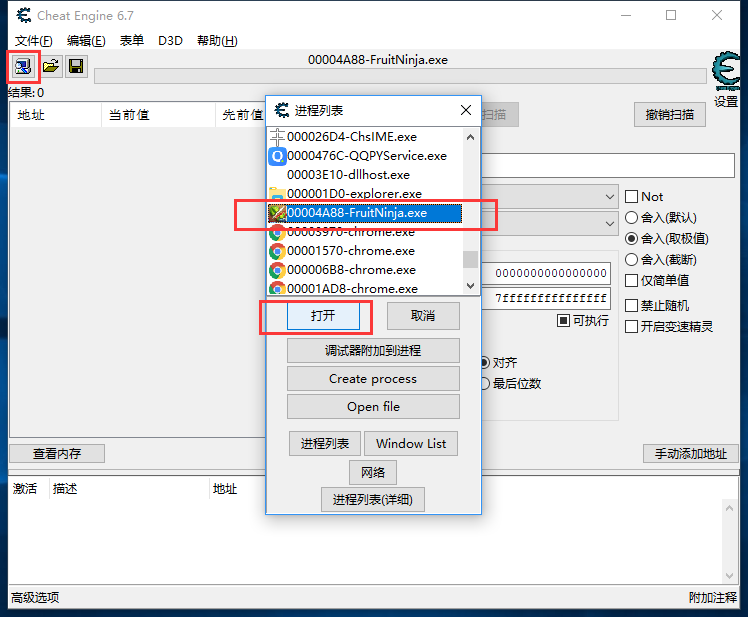 Cheat Engine 6.7
文件(F) 编辑(E) 表单 D3D 帮助(H)
00004A88-FruitNinja.exe
结果:0
设置
地址 当前值 先前值
扫描
撤销扫描
进程列表
000026D4-ChsIME.exe
0000476C-QQPYService.exe
00003E10-dllhost.exe
000001D0-explorer.exe
00004A88-FruitNinja.exe
00003970-chrome.exe
00001570-chrome.exe
000006B8-chrome.exe
00001AD8-chrome.exe
打开 取消
调试器附加到进程
Create process
Open file
进程列表 Window List
网络
进程列表(详细)
Not
舍入(默认)
舍入(取极值)
舍入(截断)
仅简单值
禁止随机
开启变速精灵
0000000000000000
7fffffffffffffff
可执行
对齐
最后位数
查看内存
手动添加地址
激活 描述 地址
高级选项
附加注释